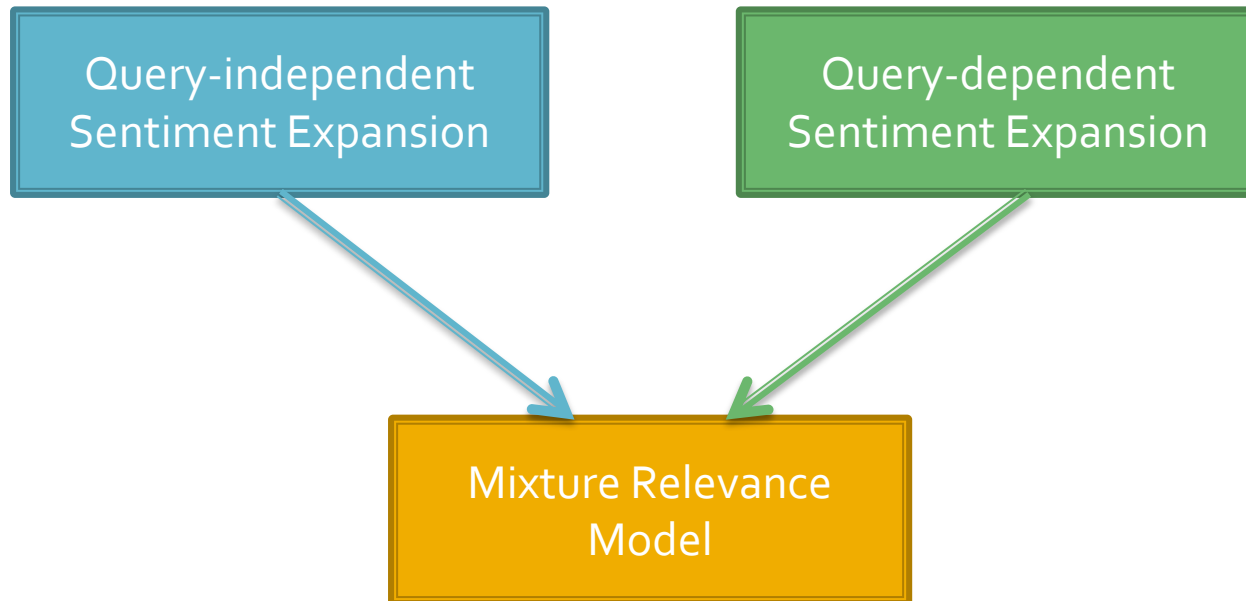 Query-independent
Sentiment Expansion
Query-dependent
Sentiment Expansion
Mixture Relevance
Model